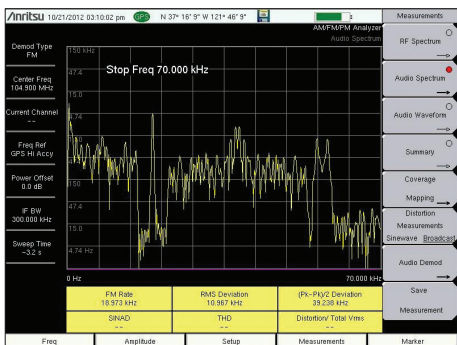 Anritsu 10/21/2012 03:10:02 pm GPS N 37° 16' 9" W 121° 46' 9"
Measurements
AM/FM/PM Analyzer
Audio Spectrum
Demod Type
FM
Center Freq
104.900 MHz
Current Channel
--
Freq Ref
GPS Hi Accy
Power Offset
0.0 dB
IF BW
300.000 kHz
Sweep Time
~3.2 s
150 kHz
47.4
Stop Freq 70.000 kHz
15.0
4.74
150
47.4
15.0
4.74 Hz
0 Hz
70.000 kHz
FM Rate
18.973 kHz
RMS Deviation
10.967 kHz
(Pk-Pk)/2 Deviation
39.238 kHz
SINAD
--
THD
--
Distortion/ Total Vrms
--
RF Spectrum
Audio Spectrum
Audio Waveform
Summary
Coverage
Mapping
Distortion
Measurements
Sinewave Broadcast
Audio Demod
Save
Measurement
Freq
Amplitude
Setup
Measurements
Marker